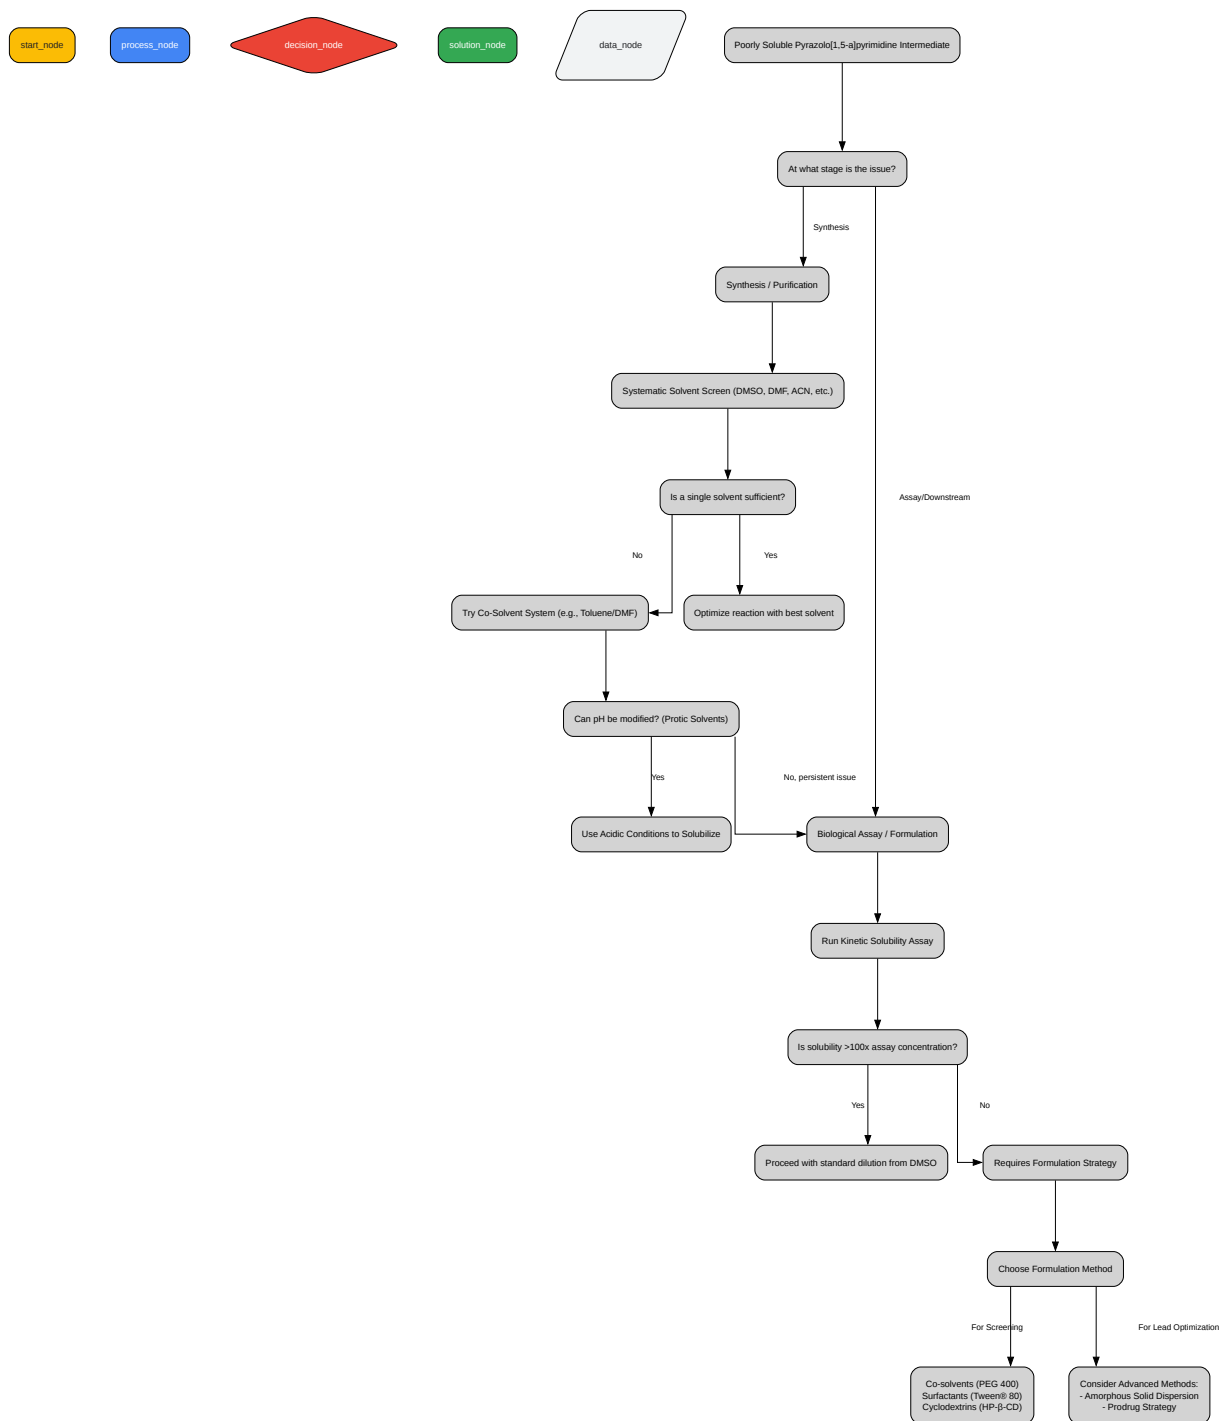 start_node
process_node
decision_node
solution_node
data_node
Poorly Soluble Pyrazolo[1,5-a]pyrimidine Intermediate
At what stage is the issue?
Synthesis
Synthesis / Purification
Systematic Solvent Screen (DMSO, DMF, ACN, etc.)
Is a single solvent sufficient?
Assay/Downstream
No
Yes
Try Co-Solvent System (e.g., Toluene/DMF)
Optimize reaction with best solvent
Can pH be modified? (Protic Solvents)
Yes
No, persistent issue
Use Acidic Conditions to Solubilize
Biological Assay / Formulation
Run Kinetic Solubility Assay
Is solubility >100x assay concentration?
Yes
No
Proceed with standard dilution from DMSO
Requires Formulation Strategy
Choose Formulation Method
For Screening
For Lead Optimization
Co-solvents (PEG 400)
Surfactants (Tween® 80)
Cyclodextrins (HP-β-CD)
Consider Advanced Methods:
- Amorphous Solid Dispersion
- Prodrug Strategy